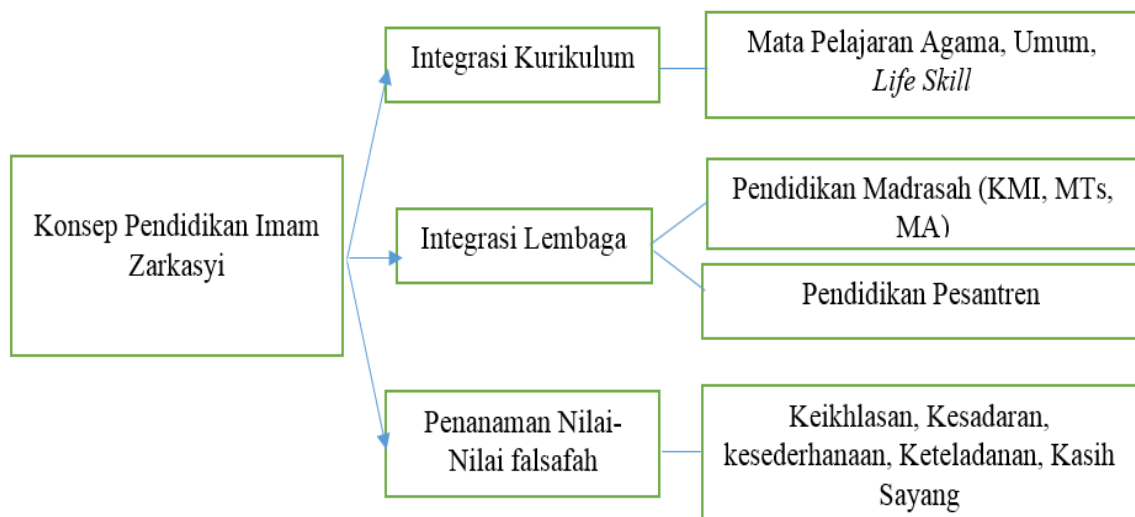 Konsep Pendidikan Imam
Zarkasyi
Integrasi Kurikulum
Mata Pelajaran Agama, Umum,
Life Skill
Integrasi Lembaga
Pendidikan Madrasah (KMI, MTs,
MA)
Pendidikan Pesantren
Penanaman Nilai-
Nilai falsafah
Keikhlasan, Kesadaran,
kesederhanaan, Keteladanan, Kasih
Sayang